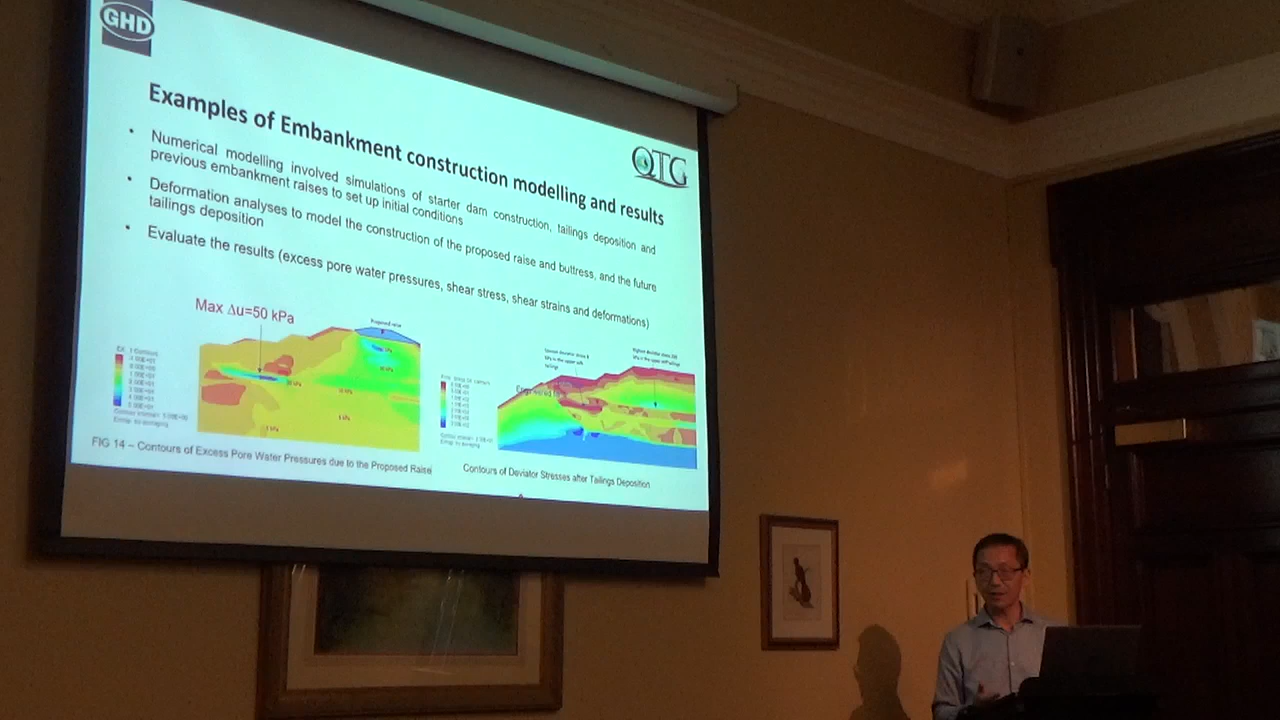 GHD
Examples of Embankment construction modelling and results
QTG
• Numerical modelling involved simulations of starter dam construction, tailings deposition and
previous embankment raises to set up initial conditions
• Deformation analyses to model the construction of the proposed raise and buttress, and the future
tailings deposition
• Evaluate the results (excess pore water pressures, shear stress, shear strains and deformations)
Max Δu=50 kPa
Proposed raise
FIG 14 – Contours of Excess Pore Water Pressures due to the Proposed Raise
Contours of Deviator Stresses after Tailings Deposition